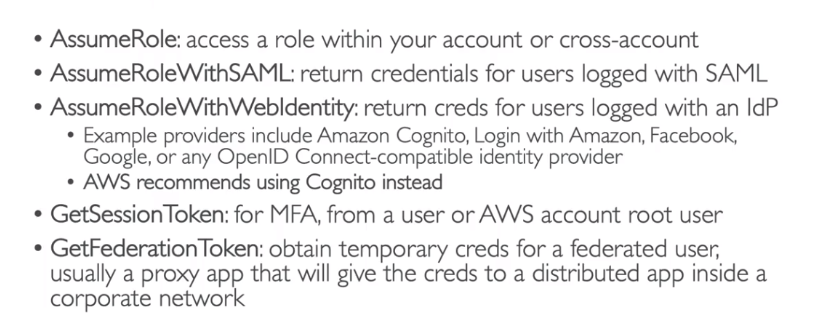 • AssumeRole: access a role within your account or cross-account
• AssumeRoleWithSAML: return credentials for users logged with SAML
• AssumeRoleWithWebIdentity: return creds for users logged with an IdP
• Example providers include Amazon Cognito, Login with Amazon, Facebook,
Google, or any OpenID Connect-compatible identity provider
• AWS recommends using Cognito instead
• GetSessionToken: for MFA, from a user or AWS account root user
• GetFederationToken: obtain temporary creds for a federated user,
usually a proxy app that will give the creds to a distributed app inside a
corporate network